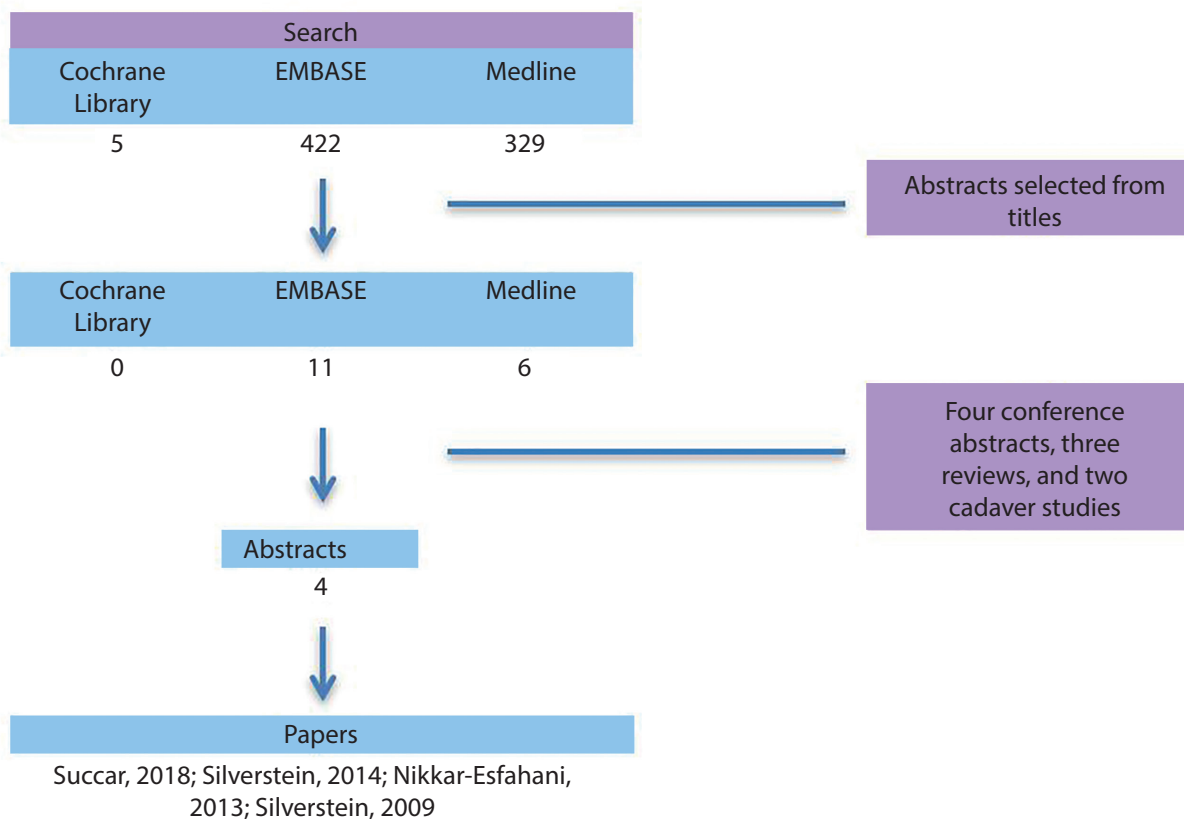 Search
Cochrane EMBASE Medline
Library
5 422 329
Abstracts selected from
titles
Cochrane EMBASE Medline
Library
0 11 6
Four conference
abstracts, three
reviews, and two
cadaver studies
Abstracts
4
Papers
Succar, 2018; Silverstein, 2014; Nikkar-Esfahani,
2013; Silverstein, 2009